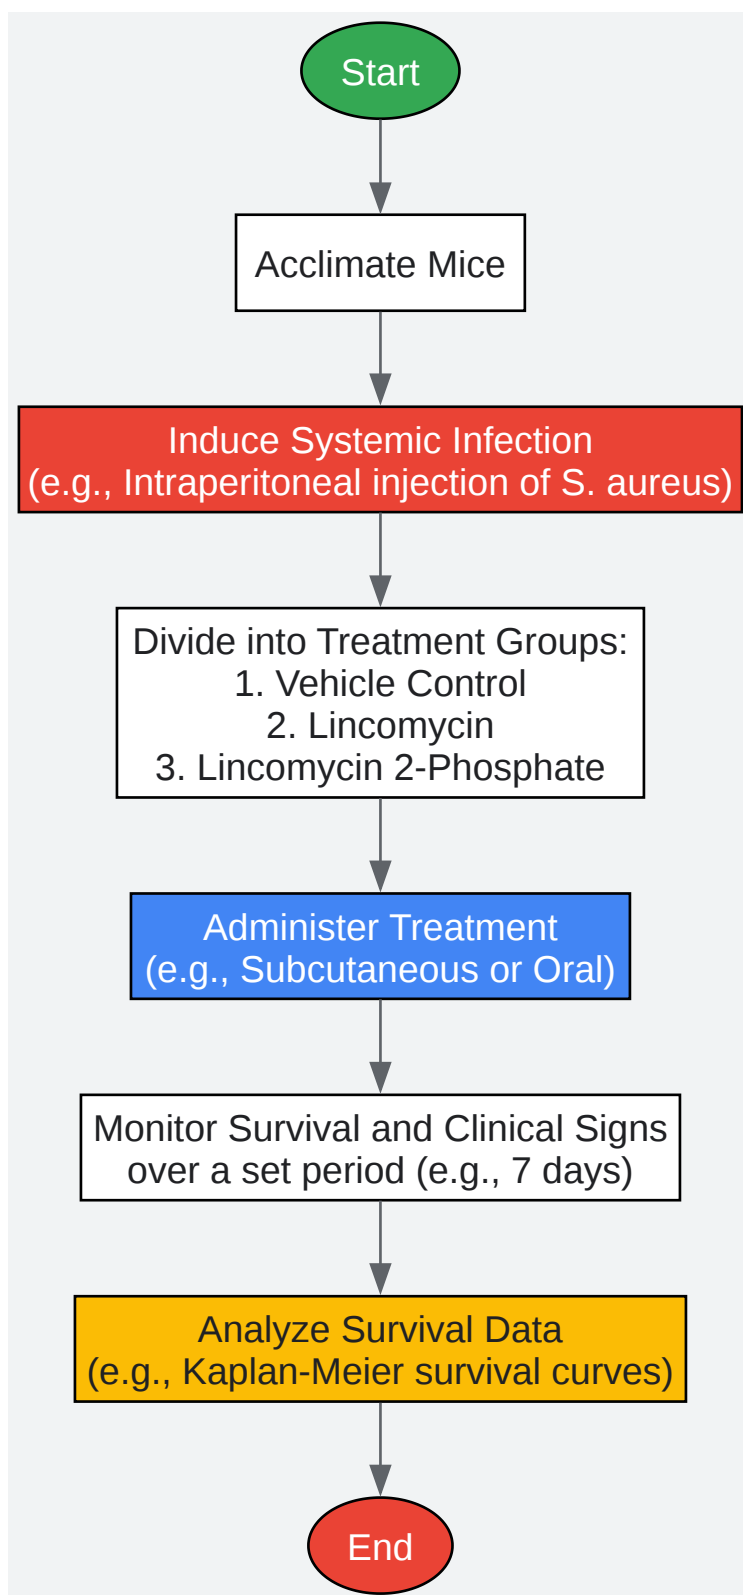 Start
Acclimate Mice
Induce Systemic Infection
(e.g., Intraperitoneal injection of S. aureus)
Divide into Treatment Groups:
1. Vehicle Control
2. Lincomycin
3. Lincomycin 2-Phosphate
Administer Treatment
(e.g., Subcutaneous or Oral)
Monitor Survival and Clinical Signs
over a set period (e.g., 7 days)
Analyze Survival Data
(e.g., Kaplan-Meier survival curves)
End